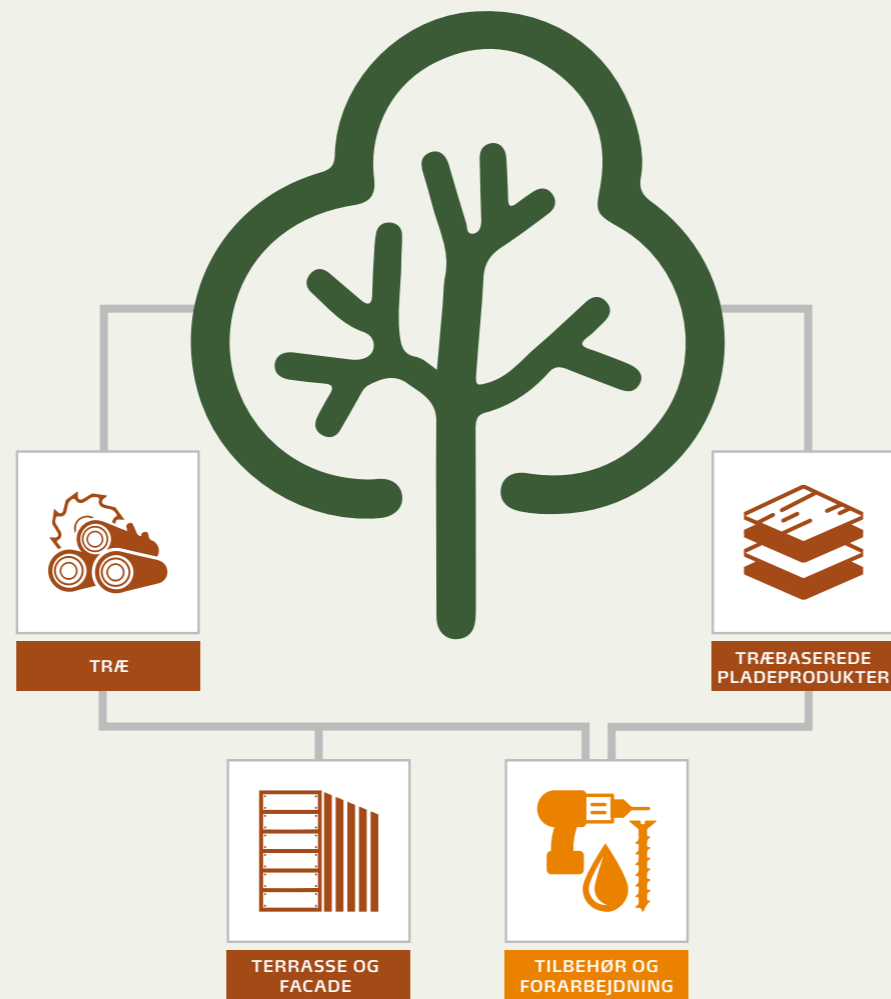 TRÆ
TRÆBASEREDE
PLADEPRODUKTER
TERRASSE OG
FACADE
TILBEHØR OG
FORARBEJDNING